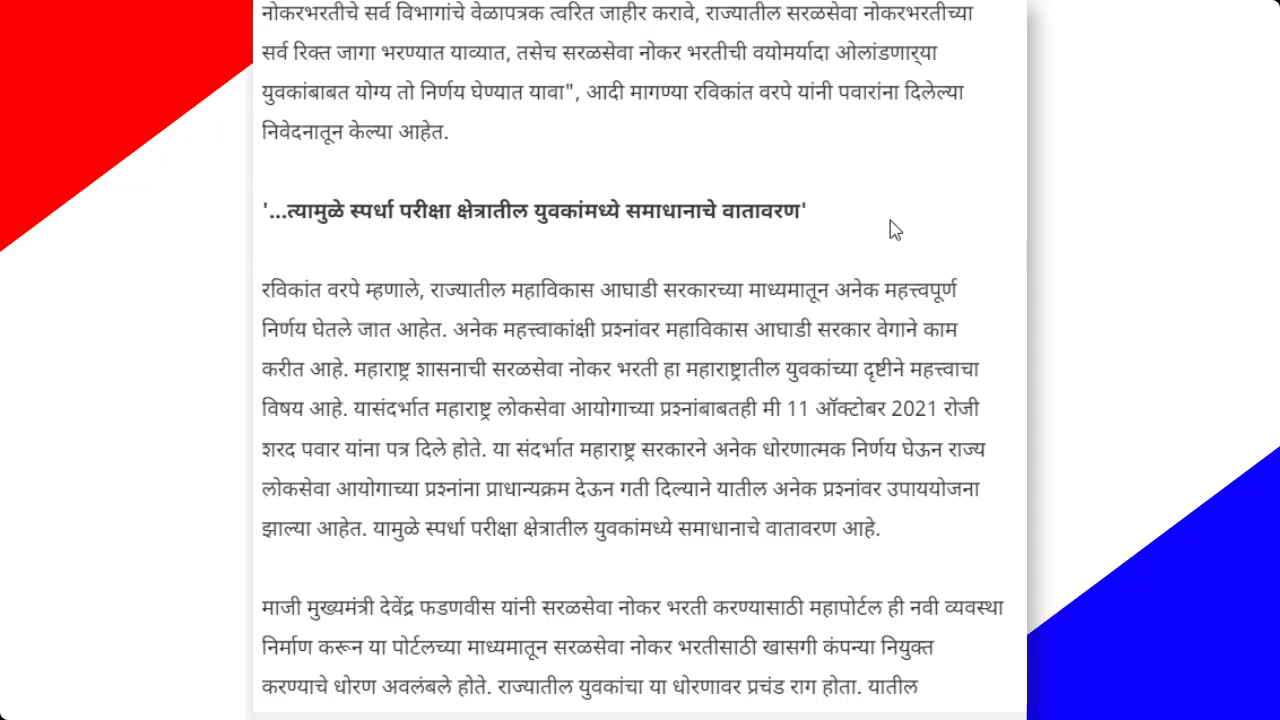 नोकरभरतीचे सर्व विभागांचे वेळापत्रक त्वरित जाहीर करावे, राज्यातील सरळसेवा नोकरभरतीच्या
सर्व रिक्त जागा भरण्यात याव्यात, तसेच सरळसेवा नोकर भरतीची वयोमर्यादा ओलांडणाऱ्या
युवकांबाबत योग्य तो निर्णय घेण्यात यावा", आदी मागण्या रविकांत वरपे यांनी पवारांना दिलेल्या
निवेदनातून केल्या आहेत.
'...त्यामुळे स्पर्धा परीक्षा क्षेत्रातील युवकांमध्ये समाधानाचे वातावरण'
रविकांत वरपे म्हणाले, राज्यातील महाविकास आघाडी सरकारच्या माध्यमातून अनेक महत्त्वपूर्ण
निर्णय घेतले जात आहेत. अनेक महत्त्वाकांक्षी प्रश्नांवर महाविकास आघाडी सरकार वेगाने काम
करीत आहे. महाराष्ट्र शासनाची सरळसेवा नोकर भरती हा महाराष्ट्रातील युवकांच्या दृष्टीने महत्त्वाचा
विषय आहे. यासंदर्भात महाराष्ट्र लोकसेवा आयोगाच्या प्रश्नांबाबतही मी 11 ऑक्टोबर 2021 रोजी
शरद पवार यांना पत्र दिले होते. या संदर्भात महाराष्ट्र सरकारने अनेक धोरणात्मक निर्णय घेऊन राज्य
लोकसेवा आयोगाच्या प्रश्नांना प्राधान्यक्रम देऊन गती दिल्याने यातील अनेक प्रश्नांवर उपाययोजना
झाल्या आहेत. यामुळे स्पर्धा परीक्षा क्षेत्रातील युवकांमध्ये समाधानाचे वातावरण आहे.
माजी मुख्यमंत्री देवेंद्र फडणवीस यांनी सरळसेवा नोकर भरती करण्यासाठी महापोर्टल ही नवी व्यवस्था
निर्माण करून या पोर्टलच्या माध्यमातून सरळसेवा नोकर भरतीसाठी खासगी कंपन्या नियुक्त
करण्याचे धोरण अवलंबले होते. राज्यातील युवकांचा या धोरणावर प्रचंड राग होता. यातील